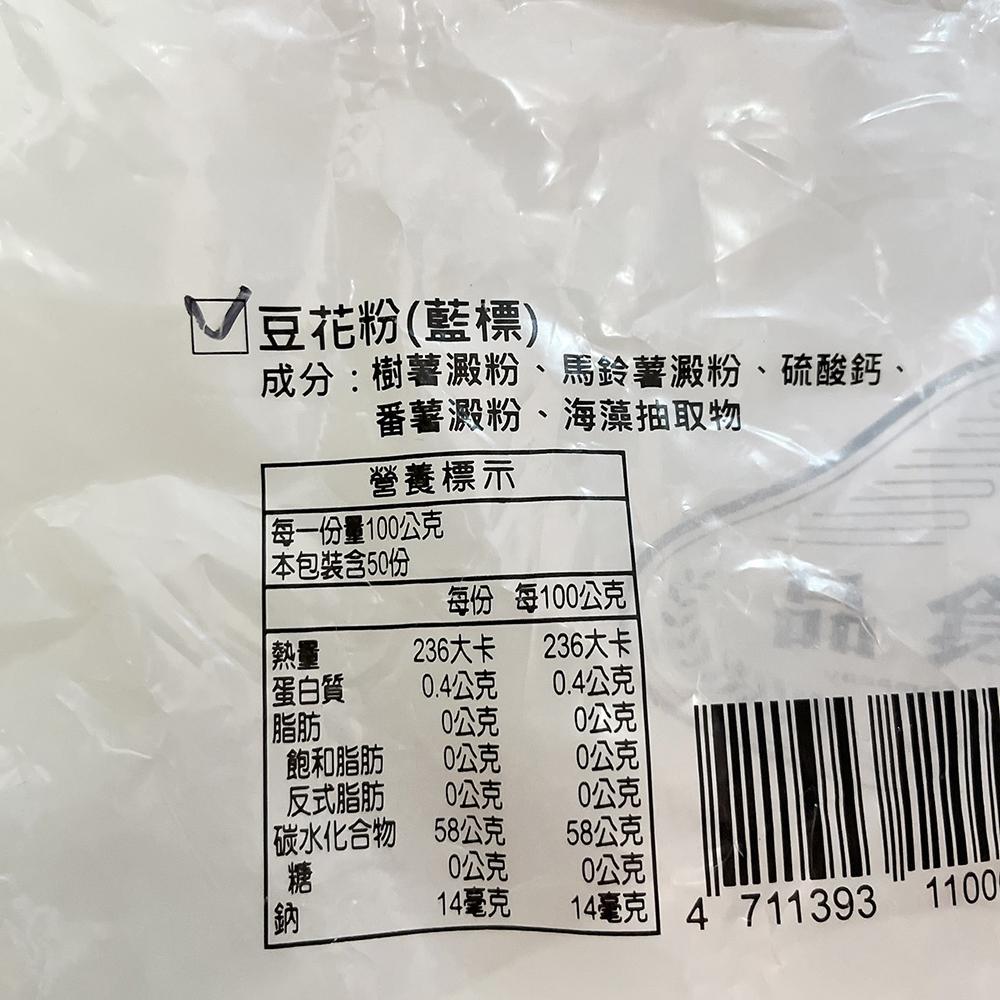 豆花粉(藍標)
成分：樹薯澱粉、馬鈴薯澱粉、硫酸鈣、
番薯澱粉、海藻抽取物
營養標示
每一份量100公克
本包裝含50份
每份 每100公克
熱量 236大卡 236大卡
蛋白質 0.4公克 0.4公克
脂肪 0公克 0公克
飽和脂肪 0公克 0公克
反式脂肪 0公克 0公克
碳水化合物 58公克 58公克
糖 0公克 0公克
鈉 14毫克 14毫克
食品
4 711393 1100